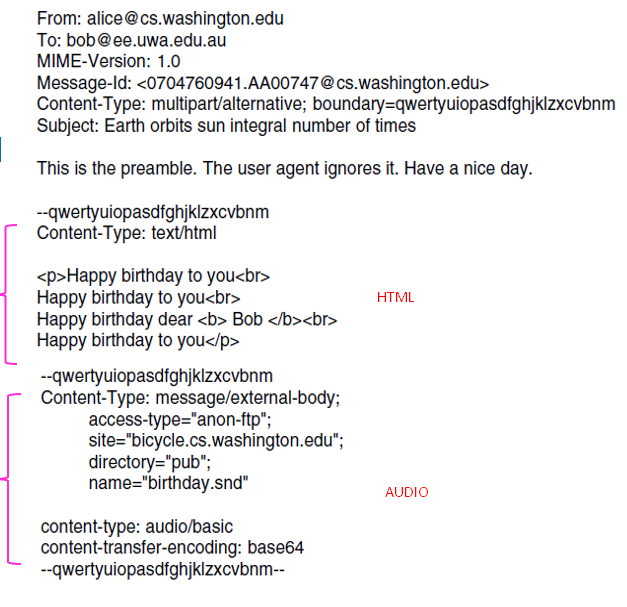 From: alice@cs.washington.edu
To: bob@ee.uwa.edu.au
MIME-Version: 1.0
Message-Id: <0704760941.AA00747@cs.washington.edu>
Content-Type: multipart/alternative; boundary=qwertyuiopasdfghjklzxcvbnm
Subject: Earth orbits sun integral number of times
This is the preamble. The user agent ignores it. Have a nice day.
--qwertyuiopasdfghjklzxcvbnm
Content-Type: text/html
<p>Happy birthday to you<br>
Happy birthday to you<br>
HTML
Happy birthday dear <b> Bob </b><br>
Happy birthday to you</p>
--qwertyuiopasdfghjklzxcvbnm
Content-Type: message/external-body;
access-type="anon-ftp";
site="bicycle.cs.washington.edu";
directory="pub";
name="birthday.snd"
AUDIO
content-type: audio/basic
content-transfer-encoding: base64
--qwertyuiopasdfghjklzxcvbnm--